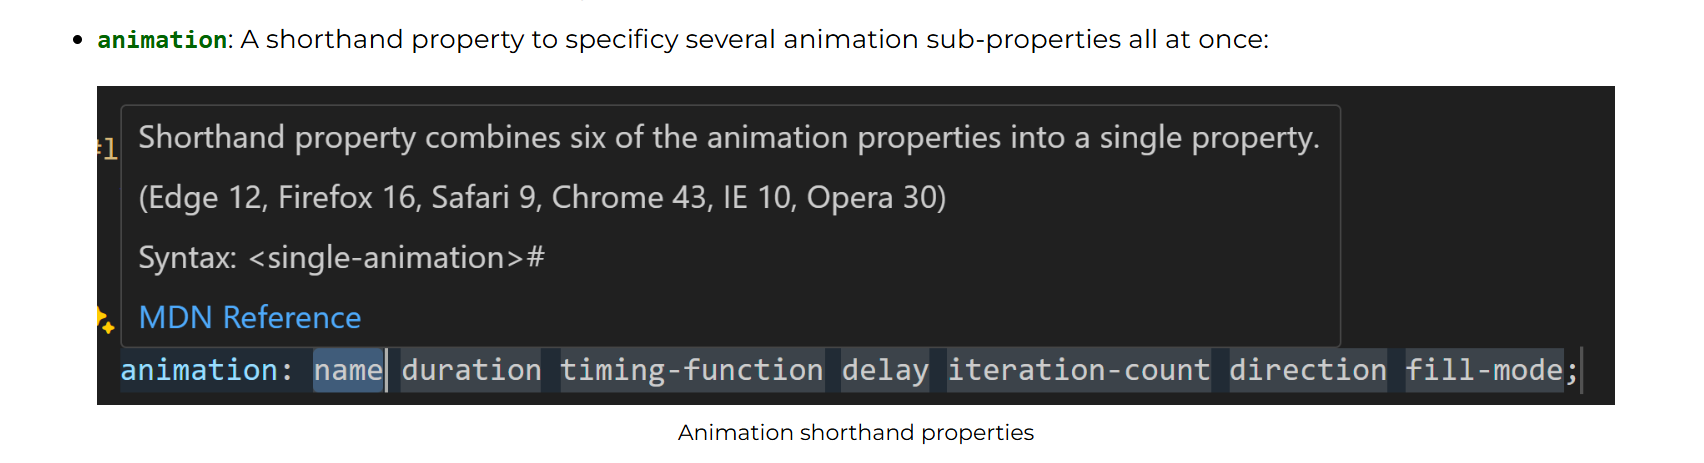 animation: A shorthand property to specificy several animation sub-properties all at once:
Shorthand property combines six of the animation properties into a single property.
(Edge 12, Firefox 16, Safari 9, Chrome 43, IE 10, Opera 30)
Syntax: <single-animation>#
MDN Reference
animation: name duration timing-function delay iteration-count direction fill-mode;
Animation shorthand properties